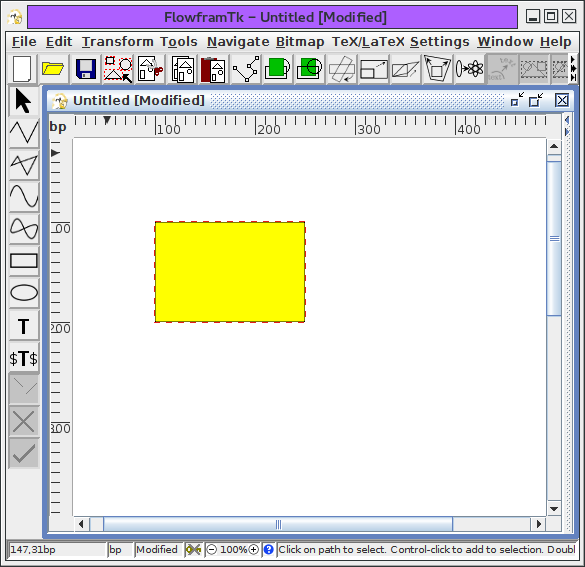 FlowframTk – Untitled [Modified]
File Edit Transform Tools Navigate Bitmap TeX/LaTeX Settings Window Help
Untitled [Modified]
bp 100 200 300 400
00
200
300
T
$T$
147,31bp bp Modified 100% Click on path to select. Control-click to add to selection. Doubl